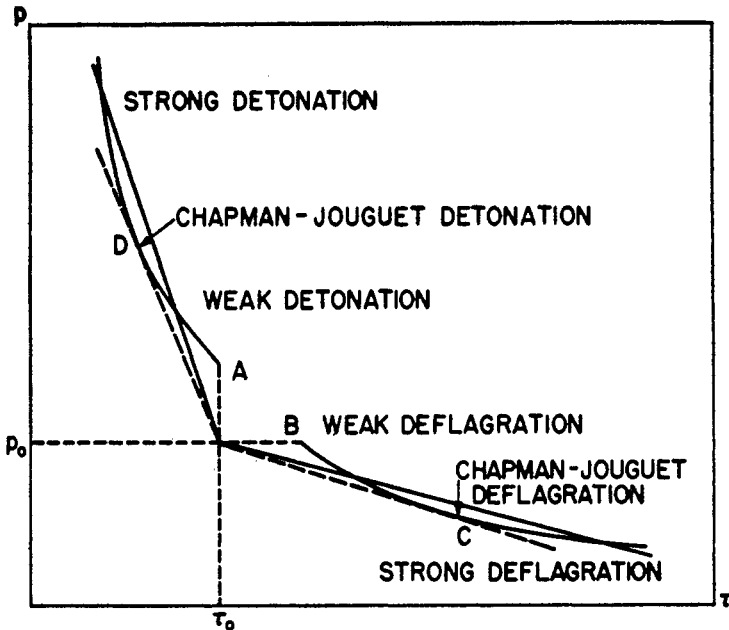 p
STRONG DETONATION
CHAPMAN-JOUGUET DETONATION
D
WEAK DETONATION
A
B WEAK DEFLAGRATION
p₀
CHAPMAN-JOUGUET
DEFLAGRATION
C
STRONG DEFLAGRATION
τ₀
τ